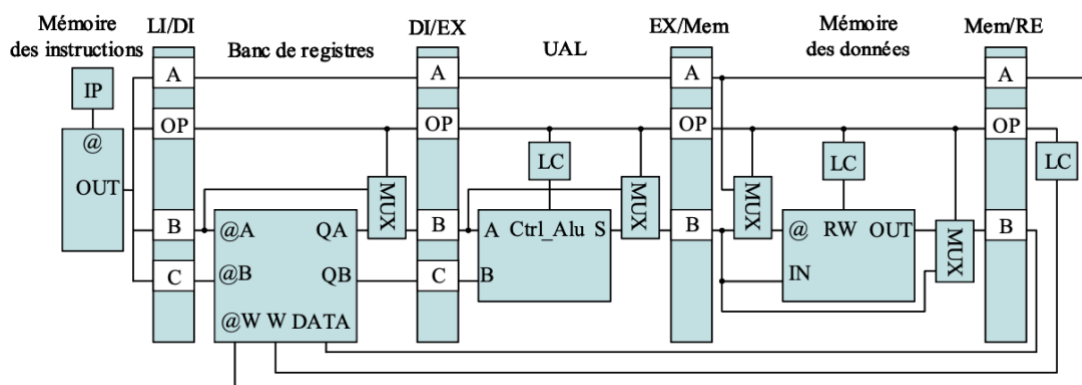 Mémoire des instructions
LI/DI
Banc de registres
DI/EX
UAL
EX/Mem
Mémoire des données
Mem/RE
IP
@
OUT
A
OP
B
C
@A
QA
@B
QB
@W W DATA
MUX
A
OP
B
C
LC
A Ctrl_Alu S
B
MUX
A
OP
B
MUX
LC
@ RW OUT
IN
MUX
A
OP
B
LC